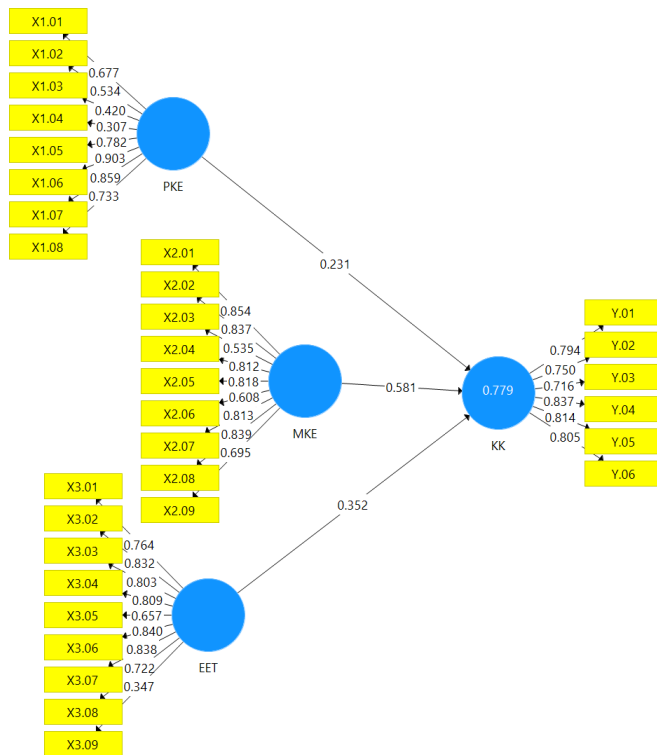 X1.01
X1.02
X1.03
X1.04
X1.05
X1.06
X1.07
X1.08
0.677
0.534
0.420
0.307
0.782
0.903
0.859
0.733
PKE
0.231
X2.01
X2.02
X2.03
X2.04
X2.05
X2.06
X2.07
X2.08
X2.09
0.854
0.837
0.535
0.812
0.818
0.608
0.813
0.839
0.695
MKE
0.581
X3.01
X3.02
X3.03
X3.04
X3.05
X3.06
X3.07
X3.08
X3.09
0.764
0.832
0.803
0.809
0.657
0.840
0.838
0.722
0.347
EET
0.352
0.779
KK
0.794
0.750
0.716
0.837
0.814
0.805
Y.01
Y.02
Y.03
Y.04
Y.05
Y.06